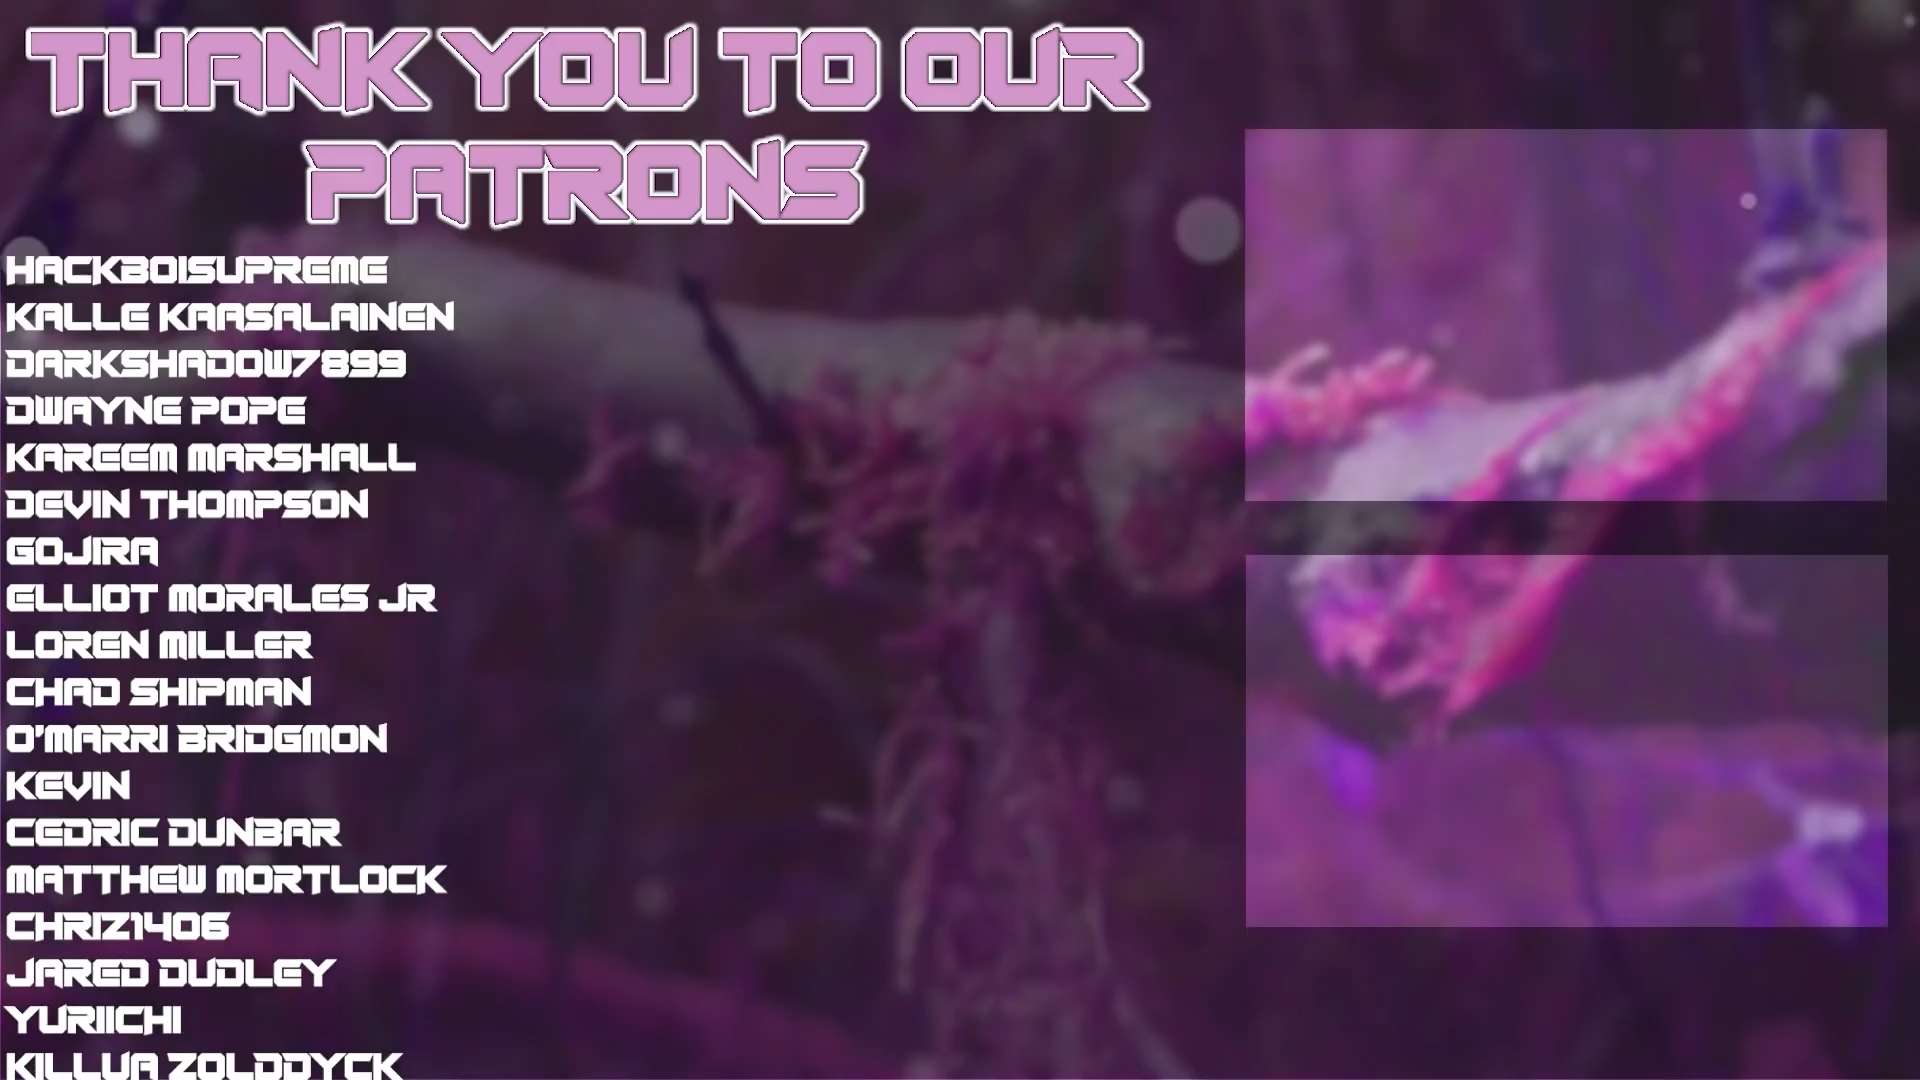 THANK YOU TO OUR
PATRONS
HACKBOISUPREME
KALLE KAASALAINEN
DARKSHADOW7899
DWAYNE POPE
KAREEM MARSHALL
DEVIN THOMPSON
GOJIRA
ELLIOT MORALES JR
LOREN MILLER
CHAD SHIPMAN
O'MARRI BRIDGMON
KEVIN
CEDRIC DUNBAR
MATTHEW MORTLOCK
CHRIZ1406
JARED DUDLEY
YURIICHI
KILLUA ZOLDDYCK